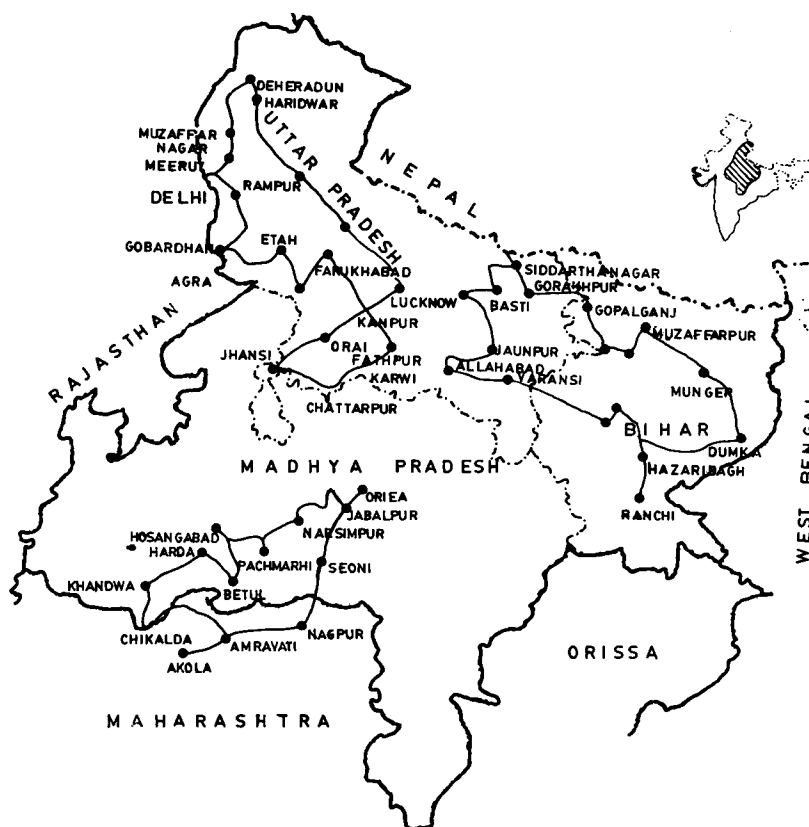 DEHERADUN
HARIDWAR
MUZAFFAR
NAGAR
MEERUT
UTTAR PRADESH
NEPAL
DELHI
RAMPUR
GOBARDHAN
ETAH
FARUKHABAD
AGRA
LUCKNOW
SIDDARTHANAGAR
GORAKHPUR
BASTI
GOPALGANJ
RAJASTHAN
KANPUR
ORAI
MUZAFFARPUR
JHANSI
FATHPUR
JAUNPUR
KARWI
ALLAHABAD
VARANSI
MUNGER
CHATTARPUR
BIHAR
DUMKA
MADHYA PRADESH
HAZARIBAGH
ORIEA
JABALPUR
RANCHI
WEST BENGAL
HOSANGABAD
NARSIMPUR
HARDA
PACHMARHI
SEONI
KHANDWA
BETUL
CHIKALDA
AMRAVATI
NAGPUR
AKOLA
ORISSA
MAHARASHTRA